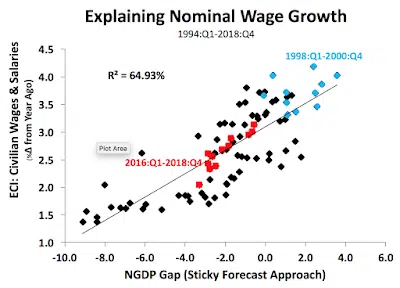 Explaining Nominal Wage Growth
1994:Q1-2018:Q4
ECI: Civilian Wages & Salaries
(%Δ from Year Ago)
4.5
4.0
3.5
3.0
2.5
2.0
1.5
1.0
R² = 64.93%
1998:Q1-2000:Q4
Plot Area
2016:Q1-2018:Q4
-10.0 -8.0 -6.0 -4.0 -2.0 0.0 2.0 4.0 6.0
NGDP Gap (Sticky Forecast Approach)